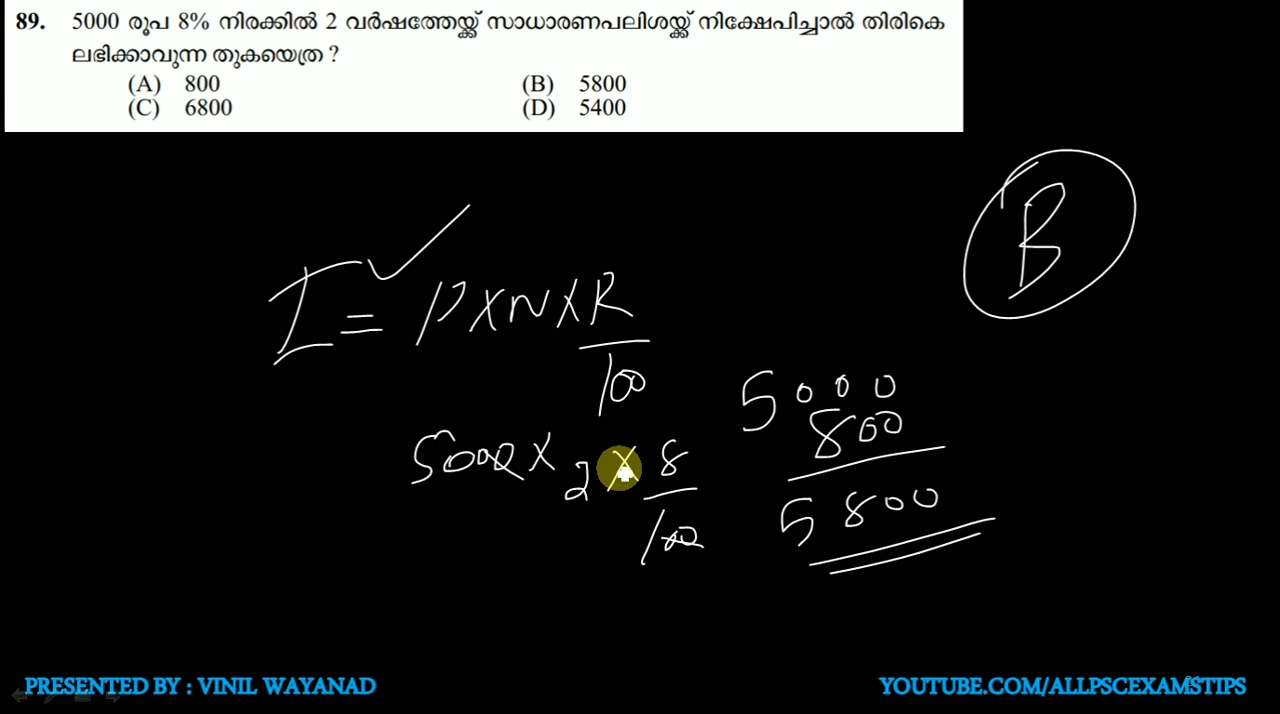 89. 5000 രൂപ 8% നിരക്കിൽ 2 വർഷത്തേയ്ക്ക് സാധാരണപലിശയ്ക്ക് നിക്ഷേപിച്ചാൽ തിരികെ
ലഭിക്കാവുന്ന തുകയെത്ര ?
(A) 800 (B) 5800
(C) 6800 (D) 5400
B
I = P × N × R
100
5000
800
5000 × 2 × 8
100
5800
PRESENTED BY : VINIL WAYANAD
YOUTUBE.COM/ALLPSCEXAMSTIPS